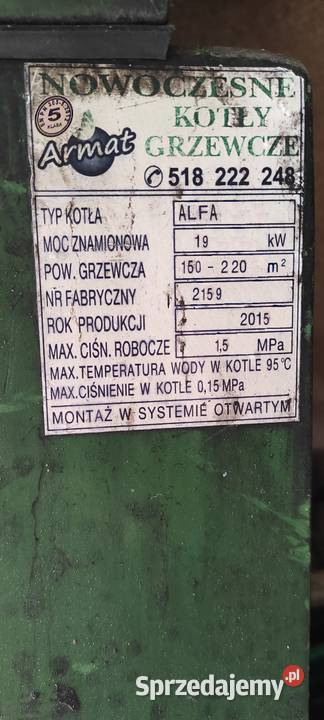 NOWOCZESNE
5 KLASA
Armat
KOTŁY
GRZEWCZE
✆ 518 222 248
TYP KOTŁA ALFA
MOC ZNAMIONOWA 19 kW
POW. GRZEWCZA 150-220 m²
NR FABRYCZNY 2159
ROK PRODUKCJI 2015
MAX. CIŚN. ROBOCZE 1,5 MPa
MAX. TEMPERATURA WODY W KOTLE 95°C
MAX. CIŚNIENIE W KOTLE 0,15 MPa
MONTAŻ W SYSTEMIE OTWARTYM
Sprzedajemy.pl